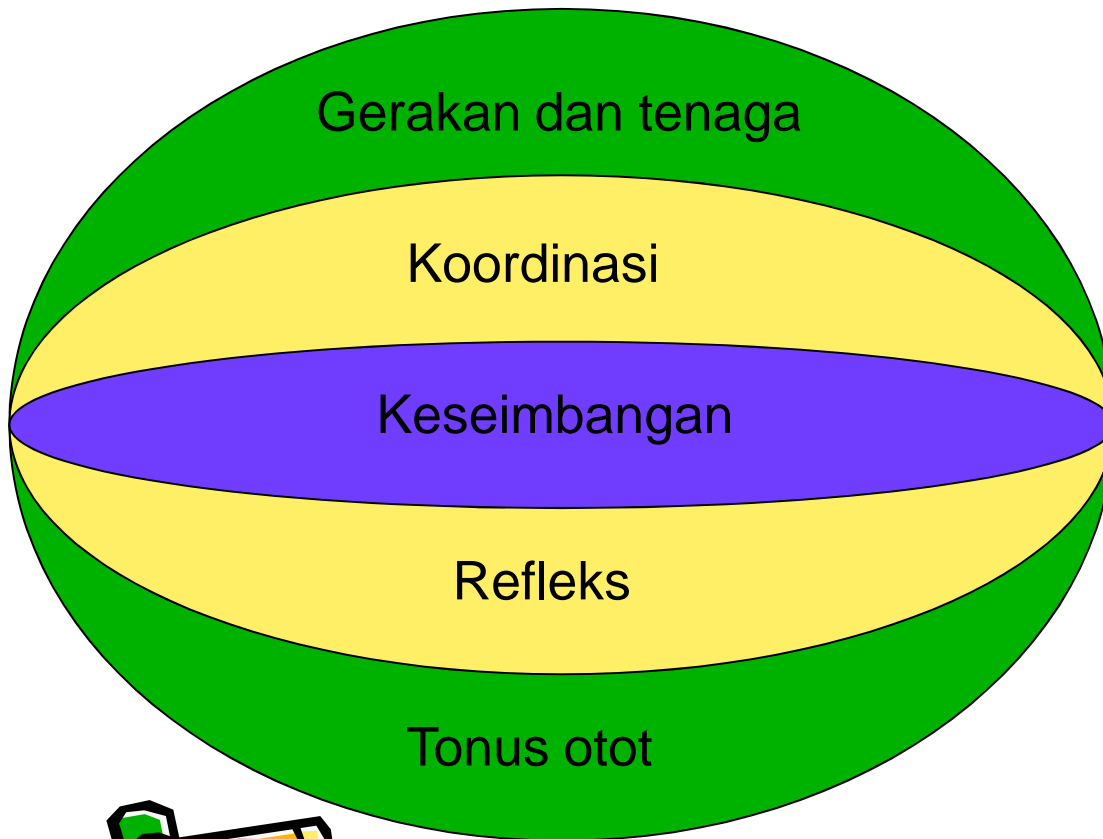 Gerakan dan tenaga
Koordinasi
Keseimbangan
Refleks
Tonus otot